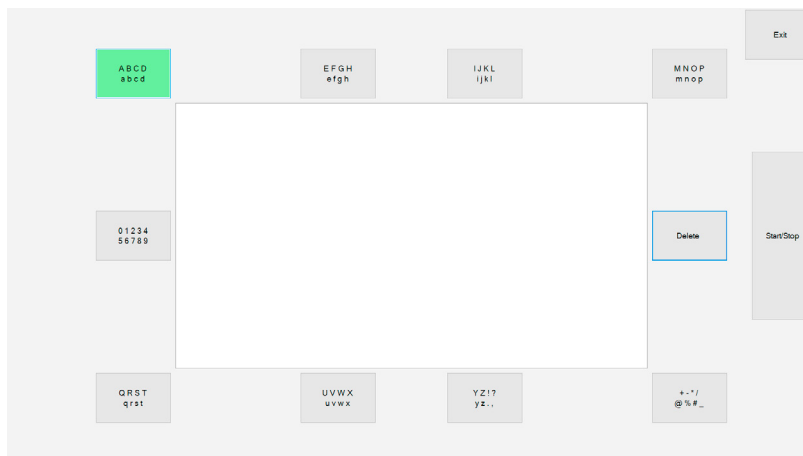 Exit
A B C D
a b c d
E F G H
e f g h
I J K L
i j k l
M N O P
m n o p
0 1 2 3 4
5 6 7 8 9
Delete
Start/Stop
Q R S T
q r s t
U V W X
u v w x
Y Z ! ?
y z . ,
+ - * /
@ % # _